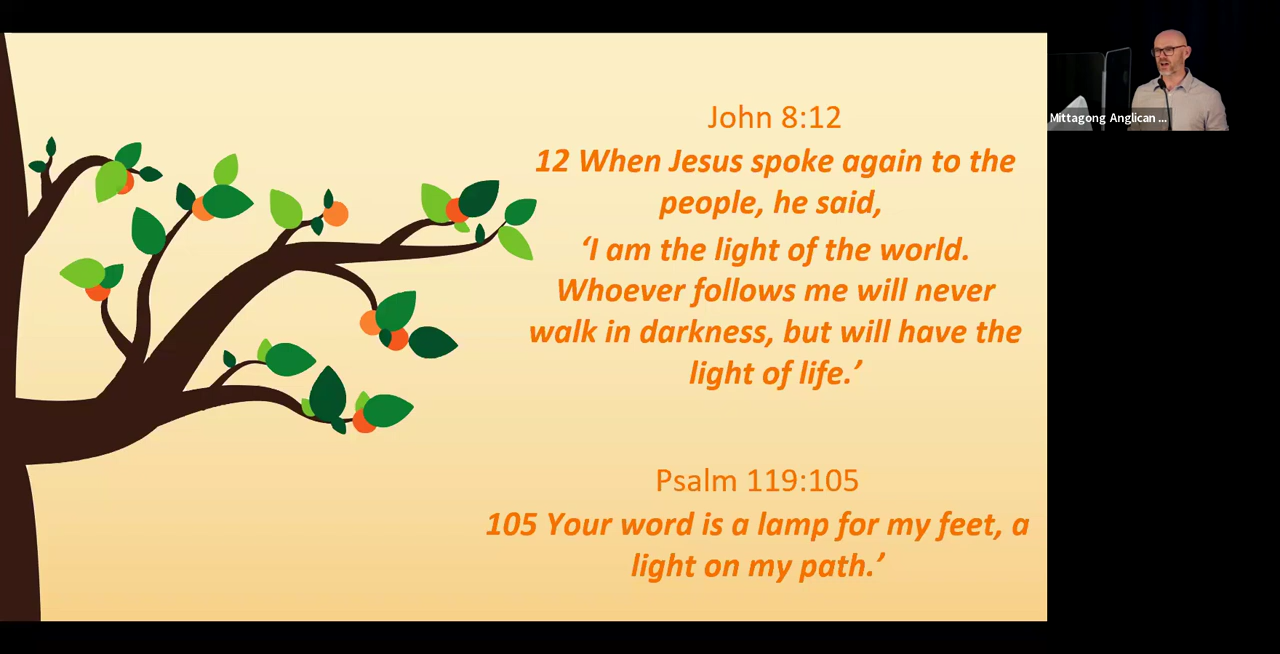 John 8:12
12 When Jesus spoke again to the
people, he said,
‘I am the light of the world.
Whoever follows me will never
walk in darkness, but will have the
light of life.’
Psalm 119:105
105 Your word is a lamp for my feet, a
light on my path.’
Mittagong Anglican ...